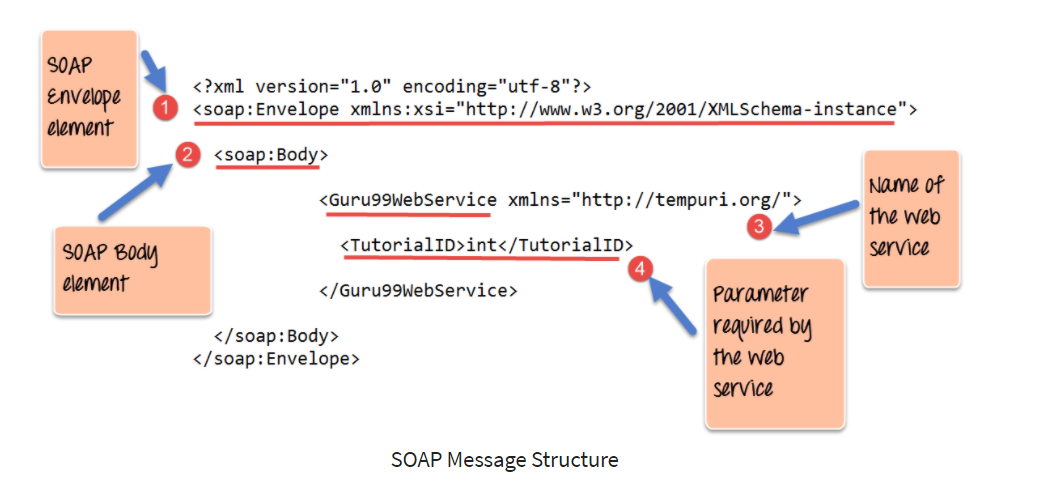 SOAP
Envelope
element
1
<?xml version="1.0" encoding="utf-8"?>
<soap:Envelope xmlns:xsi="http://www.w3.org/2001/XMLSchema-instance">
2
<soap:Body>
SOAP Body
element
<Guru99WebService xmlns="http://tempuri.org/">
3
Name of
the web
service
<TutorialID>int</TutorialID>
4
Parameter
required by
the web
service
</Guru99WebService>
</soap:Body>
</soap:Envelope>
SOAP Message Structure